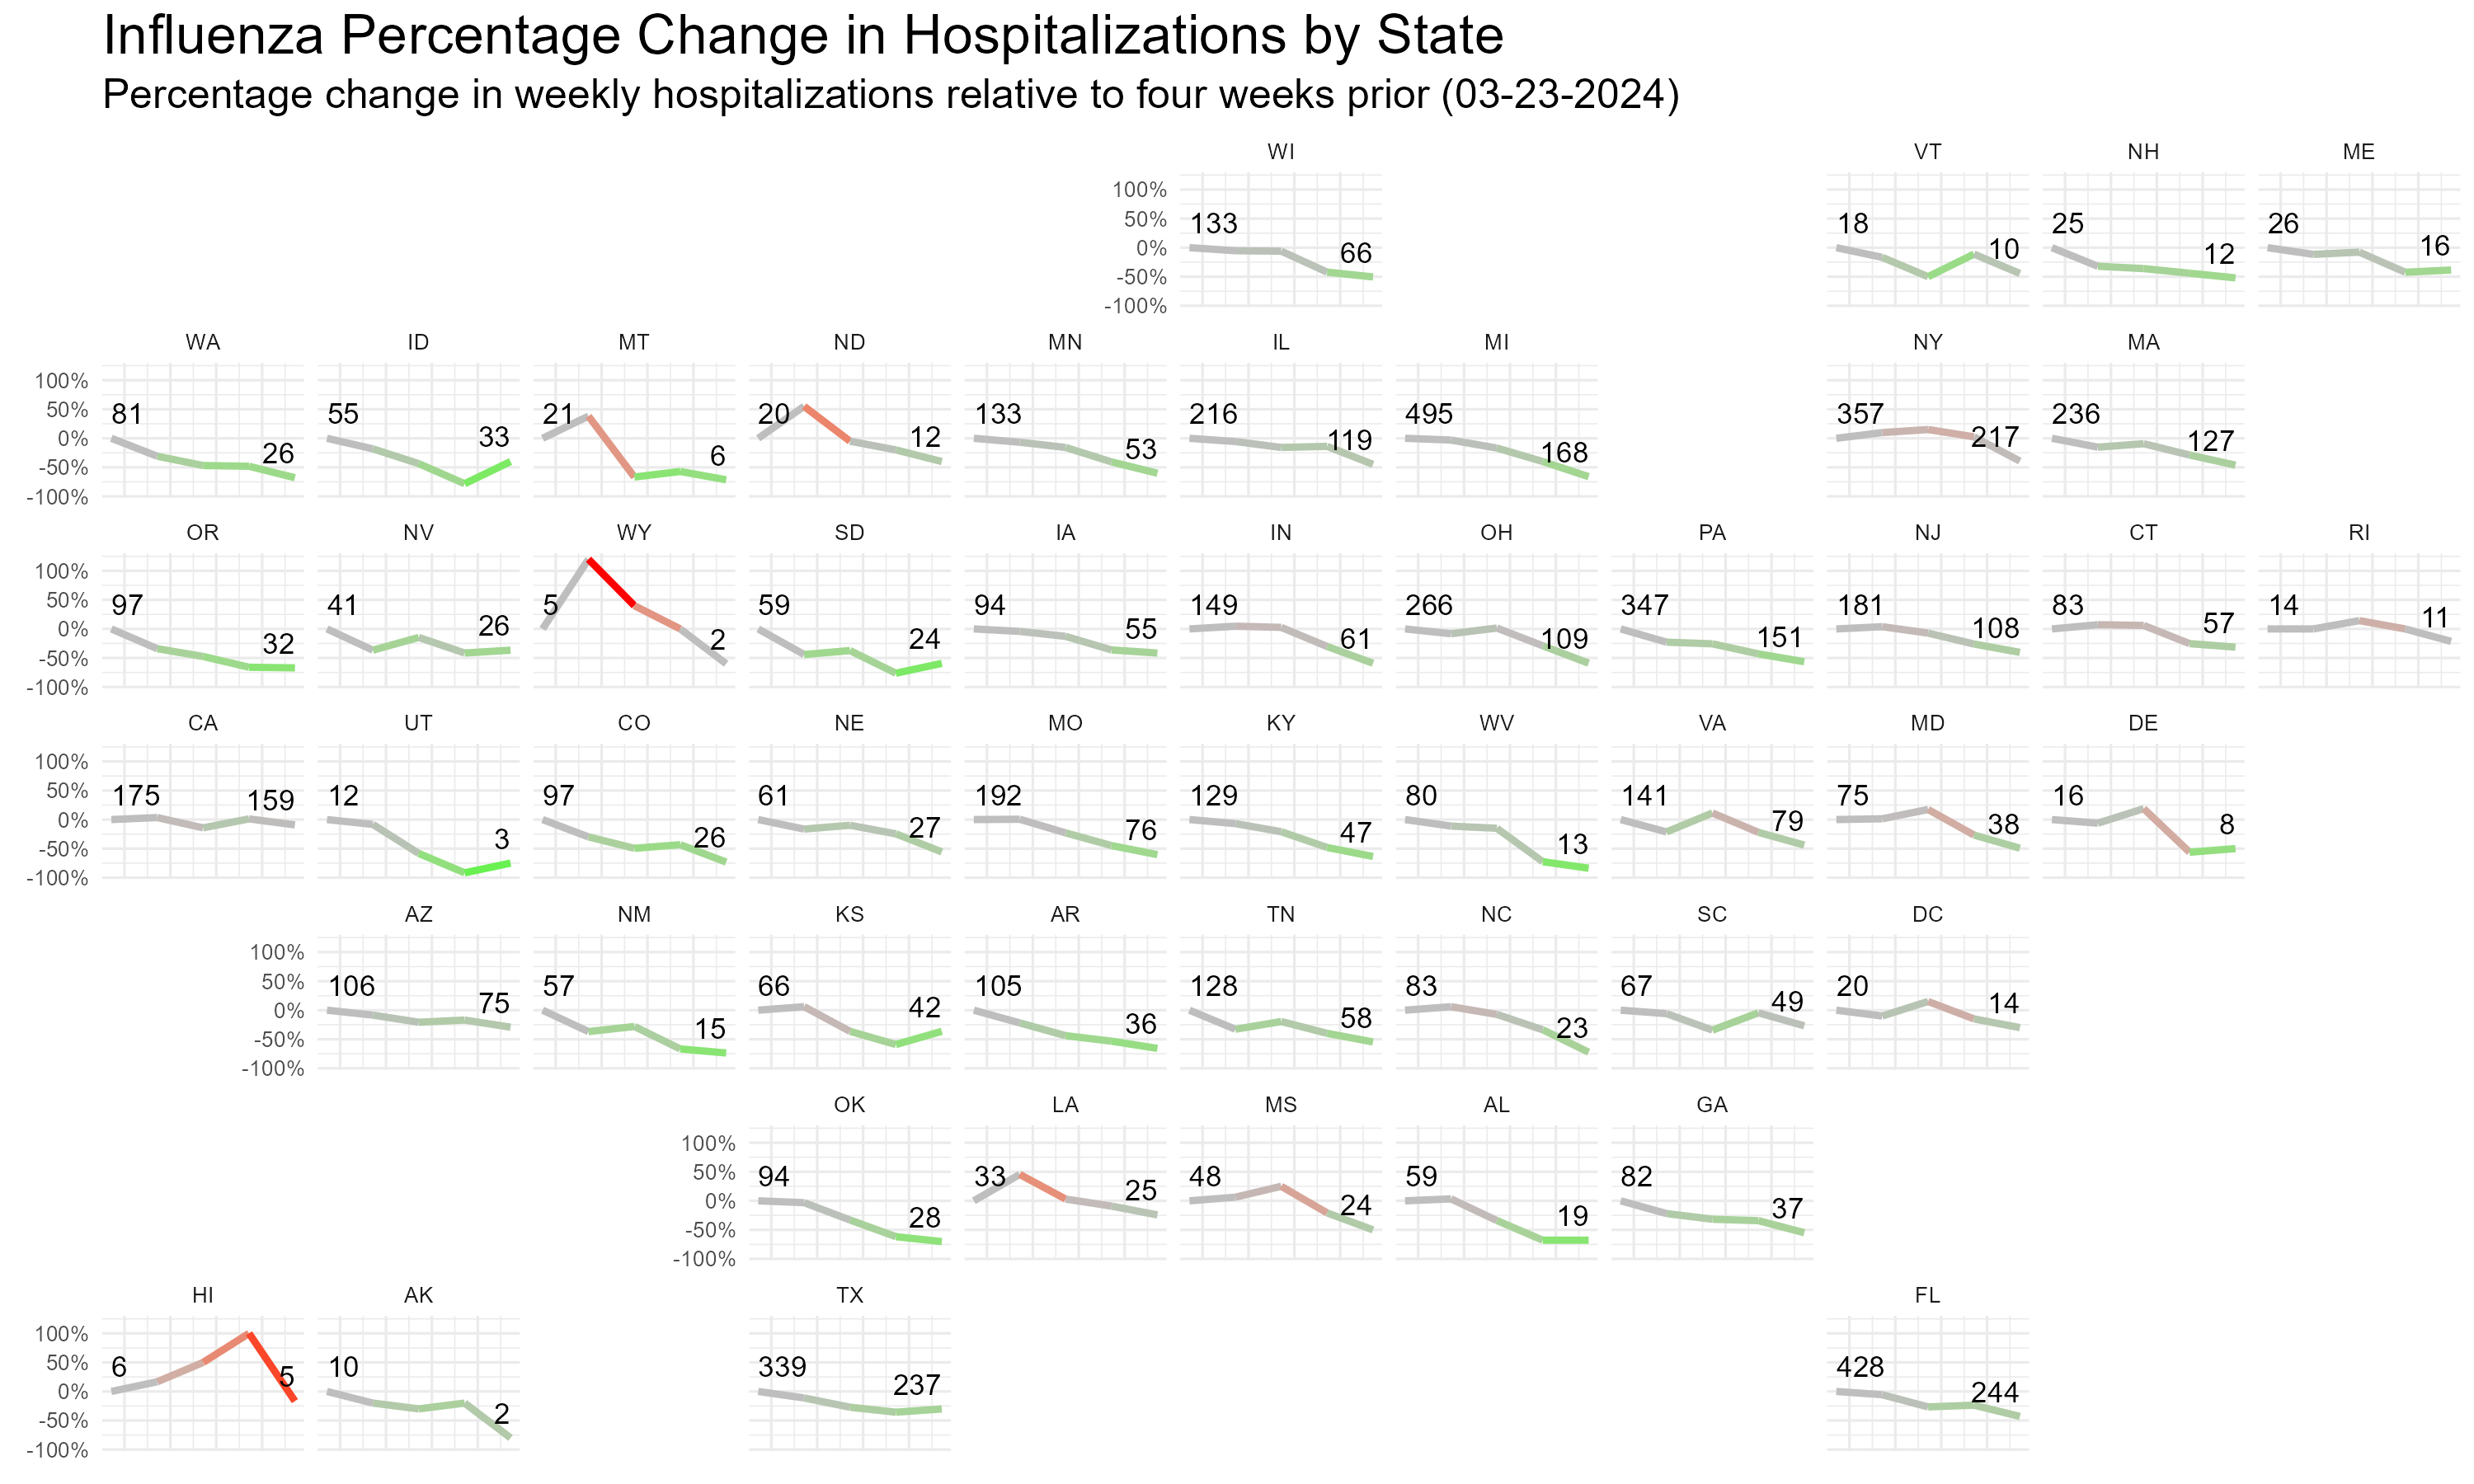 Influenza Percentage Change in Hospitalizations by State
Percentage change in weekly hospitalizations relative to four weeks prior (03-23-2024)
WI VT NH ME
100%
50%
0%
-50%
-100%
133 66 18 10 25 12 26 16
WA ID MT ND MN IL MI NY MA
100%
50%
0%
-50%
-100%
81 26 55 33 21 6 20 12 133 53 216 119 495 168 357 217 236 127
OR NV WY SD IA IN OH PA NJ CT RI
100%
50%
0%
-50%
-100%
97 32 41 26 5 2 59 24 94 55 149 61 266 109 347 151 181 108 83 57 14 11
CA UT CO NE MO KY WV VA MD DE
100%
50%
0%
-50%
-100%
175 159 12 3 97 26 61 27 192 76 129 47 80 13 141 79 75 38 16 8
AZ NM KS AR TN NC SC DC
100%
50%
0%
-50%
-100%
106 75 57 15 66 42 105 36 128 58 83 23 67 49 20 14
OK LA MS AL GA
100%
50%
0%
-50%
-100%
94 28 33 25 48 24 59 19 82 37
HI AK TX FL
100%
50%
0%
-50%
-100%
6 5 10 2 339 237 428 244